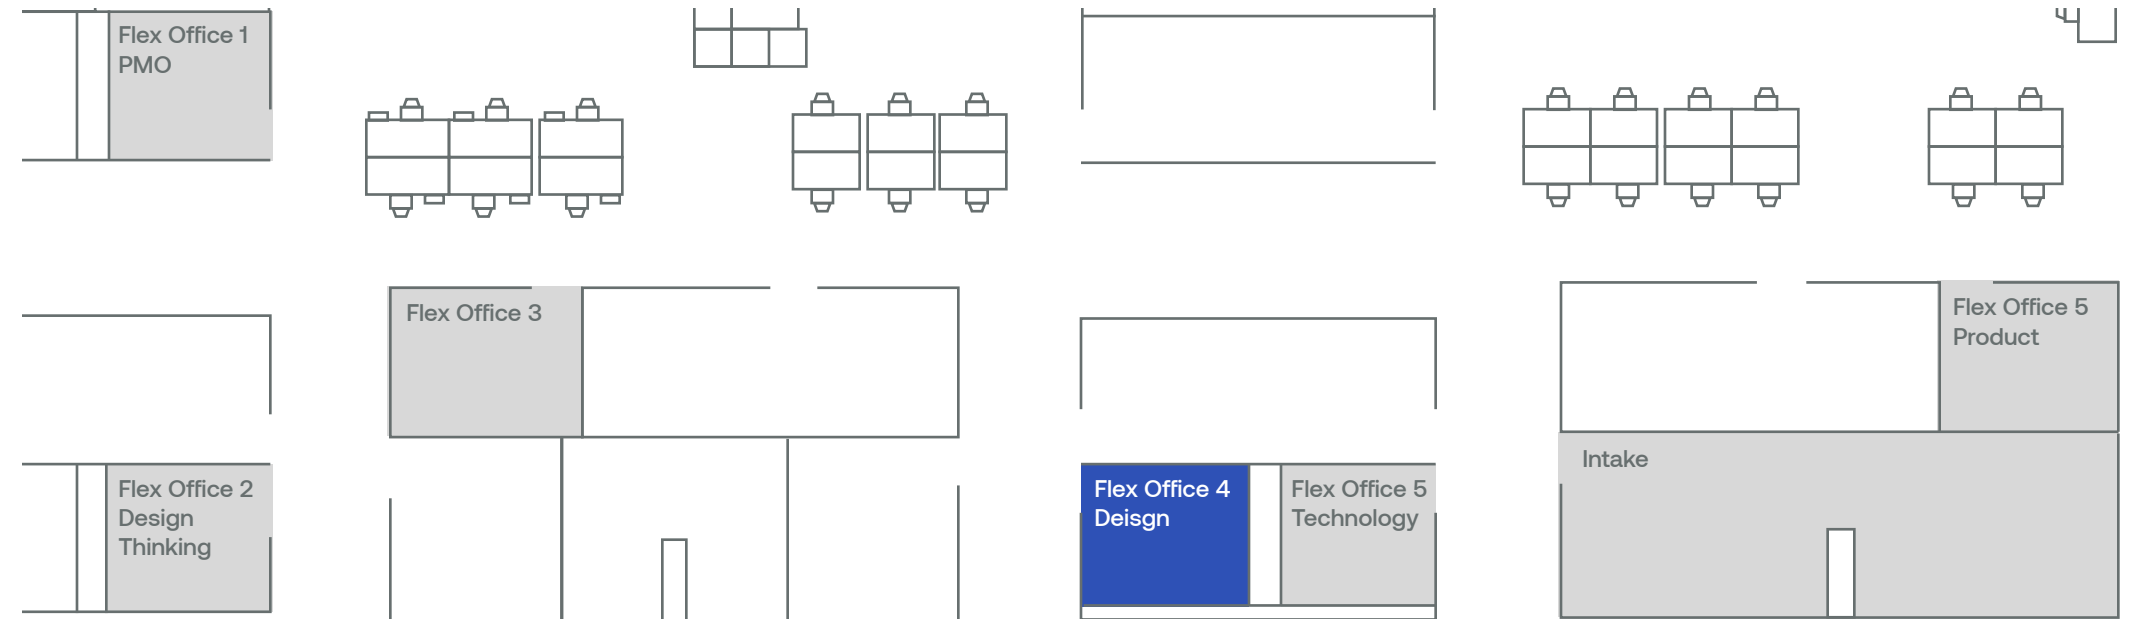 Flex Office 1
PMO
Flex Office 3
Flex Office 5
Product
Intake
Flex Office 2
Design
Thinking
Flex Office 4
Deisgn
Flex Office 5
Technology